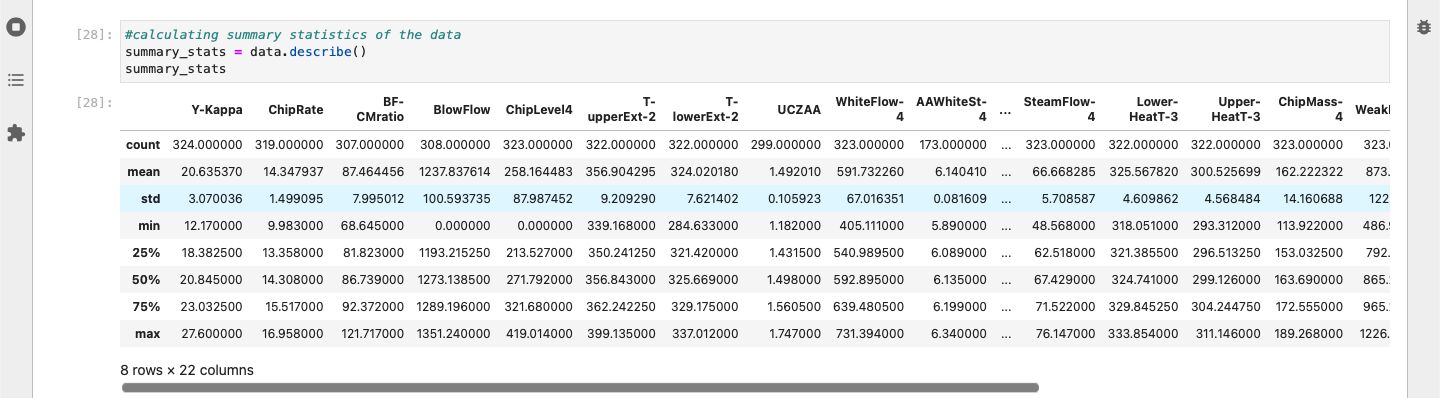 [28]: #calculating summary statistics of the data
summary_stats = data.describe()
summary_stats
[28]:
Y-Kappa ChipRate BF-CMratio BlowFlow ChipLevel4 T-upperExt-2 T-lowerExt-2 UCZAA WhiteFlow-4 AAWhiteSt-4 ... SteamFlow-4 Lower-HeatT-3 Upper-HeatT-3 ChipMass-4 Weakl
count 324.000000 319.000000 307.000000 308.000000 323.000000 322.000000 322.000000 299.000000 323.000000 173.000000 ... 323.000000 322.000000 322.000000 323.000000 323.(
mean 20.635370 14.347937 87.464456 1237.837614 258.164483 356.904295 324.020180 1.492010 591.732260 6.140410 ... 66.668285 325.567820 300.525699 162.222322 873.
std 3.070036 1.499095 7.995012 100.593735 87.987452 9.209290 7.621402 0.105923 67.016351 0.081609 ... 5.708587 4.609862 4.568484 14.160688 122
min 12.170000 9.983000 68.645000 0.000000 0.000000 339.168000 284.633000 1.182000 405.111000 5.890000 ... 48.568000 318.051000 293.312000 113.922000 486.
25% 18.382500 13.358000 81.823000 1193.215250 213.527000 350.241250 321.420000 1.431500 540.989500 6.089000 ... 62.518000 321.385500 296.513250 153.032500 792.
50% 20.845000 14.308000 86.739000 1273.138500 271.792000 356.843000 325.669000 1.498000 592.895000 6.135000 ... 67.429000 324.741000 299.126000 163.690000 865.
75% 23.032500 15.517000 92.372000 1289.196000 321.680000 362.242250 329.175000 1.560500 639.480500 6.199000 ... 71.522000 329.845250 304.244750 172.555000 965.
max 27.600000 16.958000 121.717000 1351.240000 419.014000 399.135000 337.012000 1.747000 731.394000 6.340000 ... 76.147000 333.854000 311.146000 189.268000 1226.
8 rows × 22 columns